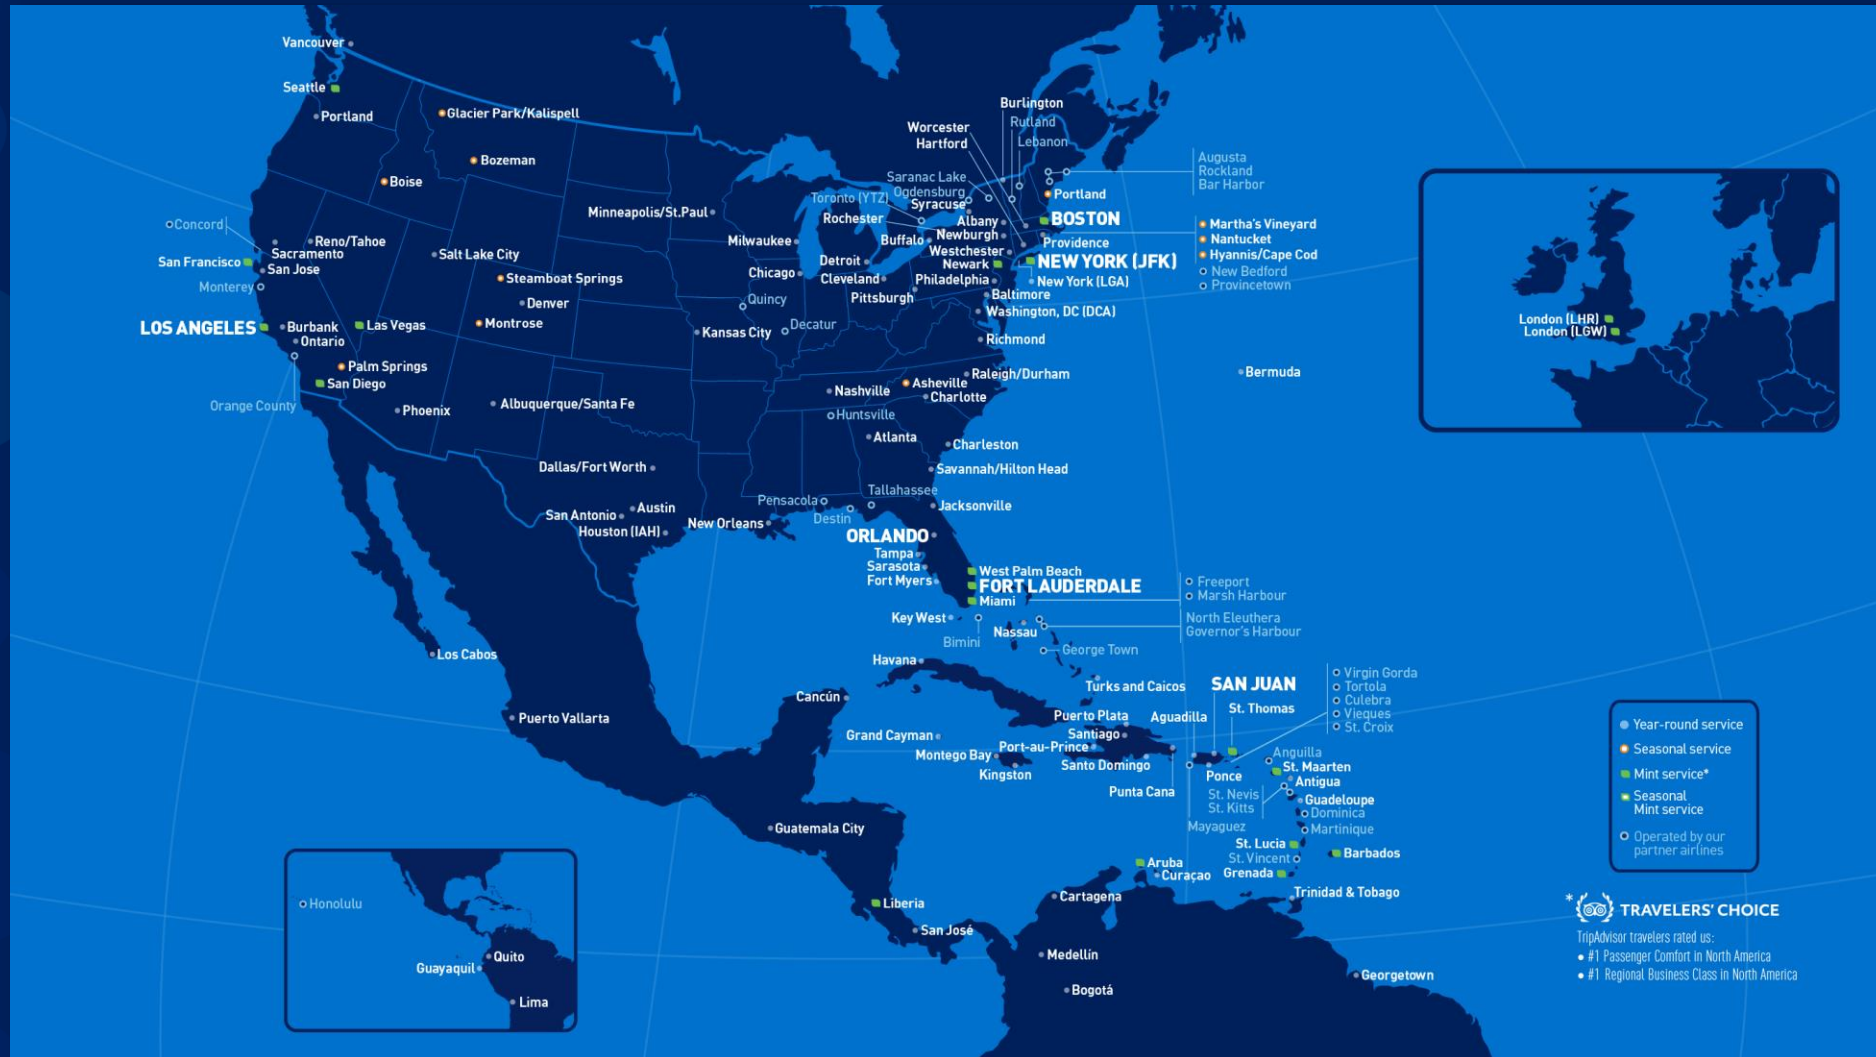 Vancouver
Seattle
Portland
Glacier Park/Kalispell
Bozeman
Boise
Concord
Reno/Tahoe
Sacramento
San Francisco
San Jose
Monterey
Salt Lake City
Steamboat Springs
Denver
Montrose
LOS ANGELES
Burbank
Ontario
Las Vegas
Palm Springs
San Diego
Orange County
Phoenix
Albuquerque/Santa Fe
Minneapolis/St.Paul
Milwaukee
Chicago
Quincy
Decatur
Kansas City
Detroit
Cleveland
Pittsburgh
Burlington
Rutland
Lebanon
Worcester
Hartford
Saranac Lake
Ogdensburg
Toronto (YTZ)
Syracuse
Rochester
Buffalo
Albany
Newburgh
Westchester
Newark
Philadelphia
Augusta
Rockland
Bar Harbor
Portland
BOSTON
Providence
Martha's Vineyard
Nantucket
Hyannis/Cape Cod
New Bedford
Provincetown
NEW YORK (JFK)
New York (LGA)
Baltimore
Washington, DC (DCA)
Richmond
Raleigh/Durham
Nashville
Asheville
Charlotte
Huntsville
Atlanta
Charleston
Savannah/Hilton Head
Dallas/Fort Worth
Austin
San Antonio
Houston (IAH)
New Orleans
Pensacola
Destin
Tallahassee
Jacksonville
ORLANDO
Tampa
Sarasota
Fort Myers
West Palm Beach
FORT LAUDERDALE
Miami
Key West
Bimini
Nassau
Freeport
Marsh Harbour
North Eleuthera
Governor's Harbour
George Town
Bermuda
London (LHR)
London (LGW)
Los Cabos
Puerto Vallarta
Cancún
Havana
Turks and Caicos
SAN JUAN
St. Thomas
Virgin Gorda
Tortola
Culebra
Vieques
St. Croix
Puerto Plata
Aguadilla
Santiago
Grand Cayman
Port-au-Prince
Montego Bay
Kingston
Santo Domingo
Punta Cana
Ponce
Mayaguez
Anguilla
St. Maarten
Antigua
St. Nevis
St. Kitts
Guadeloupe
Dominica
Martinique
St. Lucia
St. Vincent
Barbados
Grenada
Aruba
Curaçao
Trinidad & Tobago
Guatemala City
Liberia
San José
Cartagena
Medellín
Bogotá
Georgetown
Honolulu
Quito
Guayaquil
Lima
Year-round service
Seasonal service
Mint service*
Seasonal
Mint service
Operated by our
partner airlines
* TRAVELERS' CHOICE
TripAdvisor travelers rated us:
• #1 Passenger Comfort in North America
• #1 Regional Business Class in North America